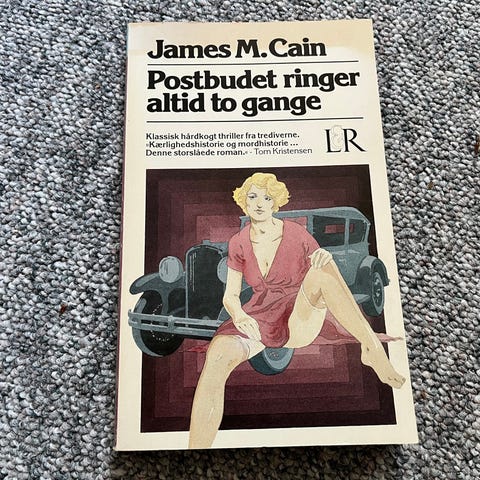 James M. Cain
Postbudet ringer
altid to gange
Klassisk hårdkogt thriller fra trediverne.
»Kærlighedshistorie og mordhistorie ...
Denne storslåede roman.« - Tom Kristensen
L&R